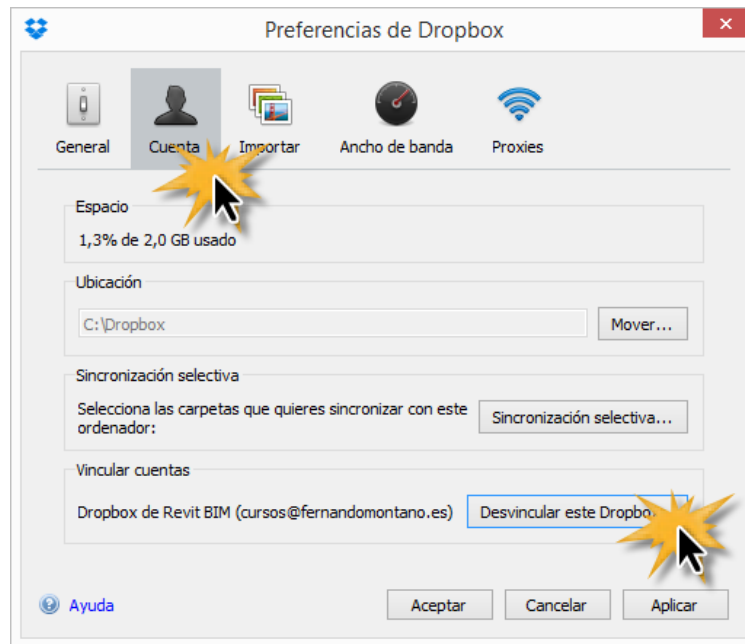 Preferencias de Dropbox
General
Cuenta
Importar
Ancho de banda
Proxies
Espacio
1,3% de 2,0 GB usado
Ubicación
C:\Dropbox
Mover...
Sincronización selectiva
Selecciona las carpetas que quieres sincronizar con este
ordenador:
Sincronización selectiva...
Vincular cuentas
Dropbox de Revit BIM (cursos@fernandomontano.es)
Desvincular este
Ayuda
Aceptar
Cancelar
Aplicar